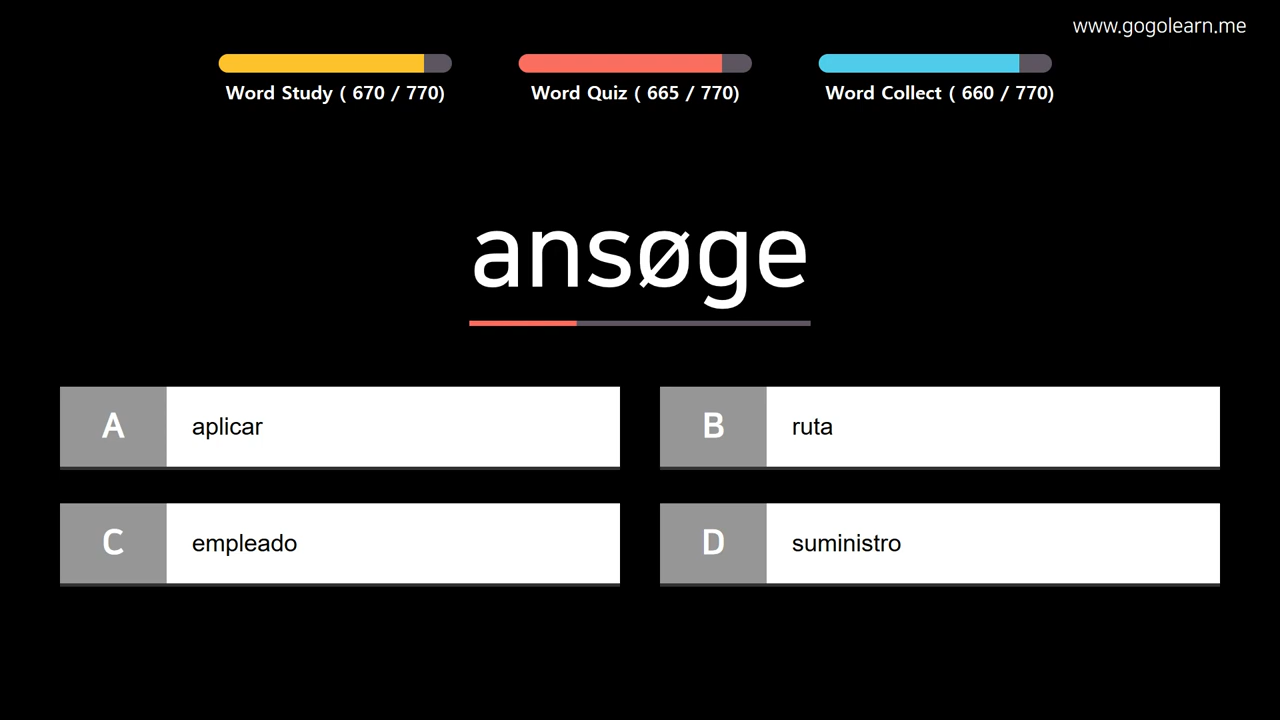 www.gogolearn.me
Word Study ( 670 / 770)
Word Quiz ( 665 / 770)
Word Collect ( 660 / 770)
ansøge
A aplicar
B ruta
C empleado
D suministro